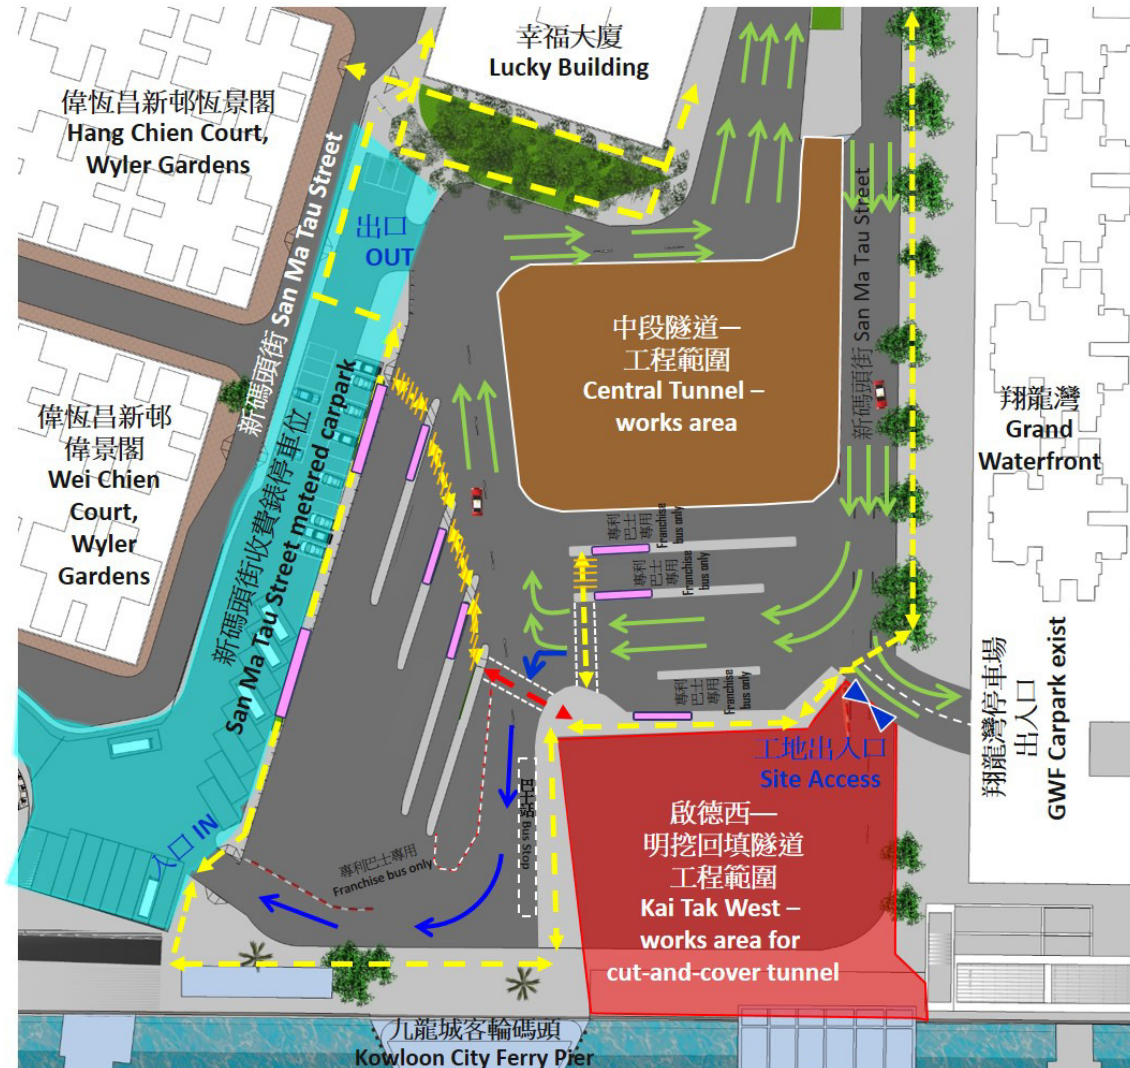 幸福大廈
Lucky Building
偉恆昌新邨恆景閣
Hang Chien Court,
Wyler Gardens
新碼頭街 San Ma Tau Street
出口
OUT
新碼頭街 San Ma Tau Street
中段隧道—
工程範圍
Central Tunnel –
works area
翔龍灣
Grand
Waterfront
偉恆昌新邨
偉景閣
Wei Chien
Court,
Wyler
Gardens
新碼頭街收費錶停車位
San Ma Tau Street metered carpark
專利
巴士
專用
Franchise
bus only
專利
巴士
專用
Franchise
bus only
專利
巴士
專用
Franchise
bus only
翔龍灣停車場
出入口
GWF Carpark exist
工地出入口
Site Access
巴士站 Bus Stop
入口 IN
專利巴士專用
Franchise bus only
啟德西—
明挖回填隧道
工程範圍
Kai Tak West –
works area for
cut-and-cover tunnel
九龍城客輪碼頭
Kowloon City Ferry Pier